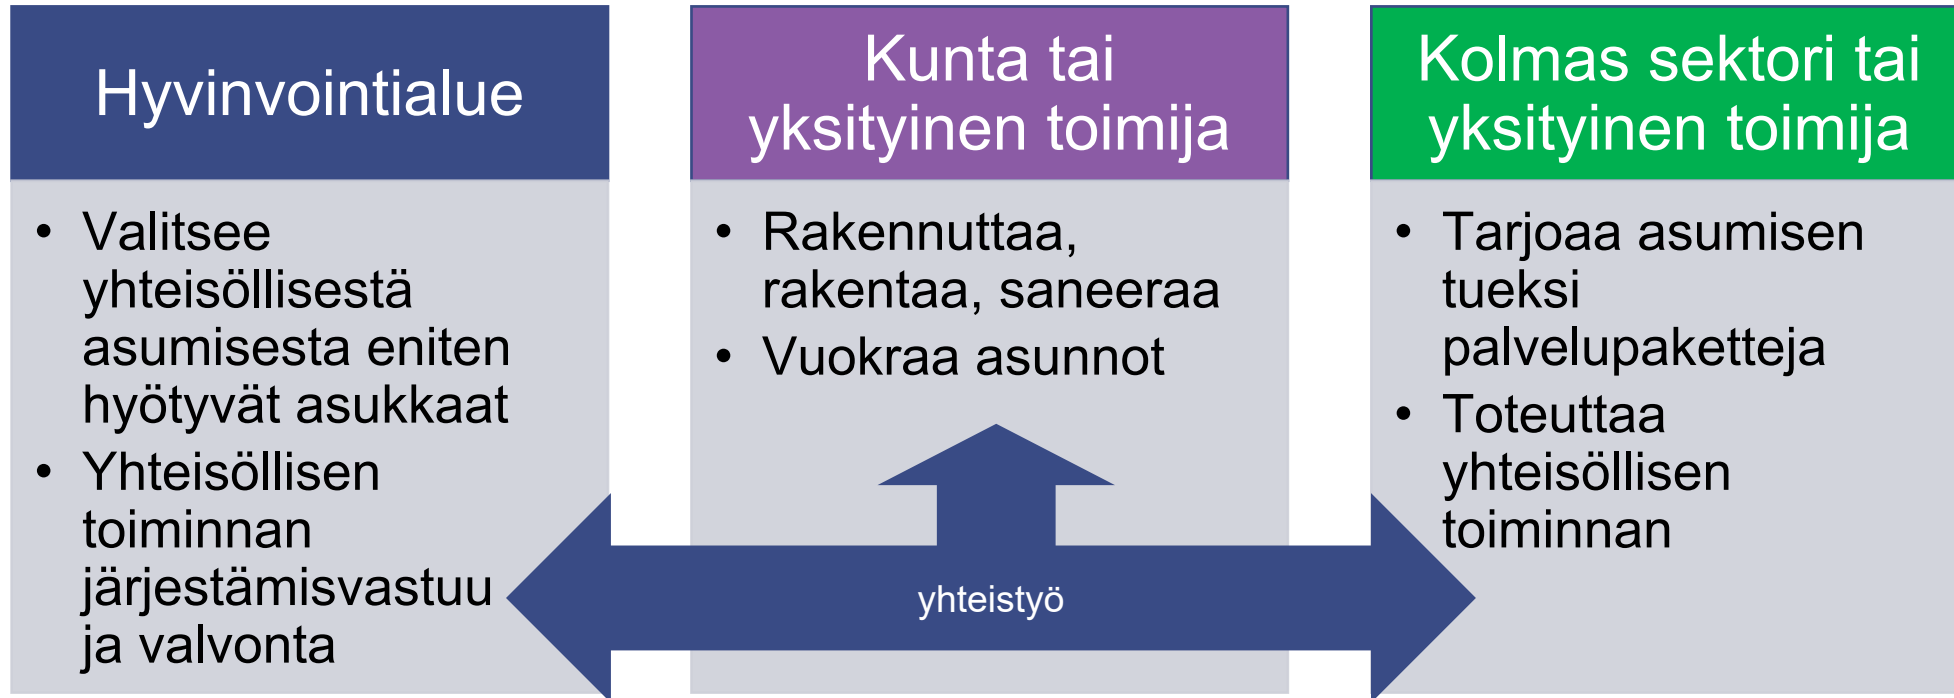 Hyvinvointialue
• Valitsee
yhteisöllisestä
asumisesta eniten
hyötyvät asukkaat
• Yhteisöllisen
toiminnan
järjestämisvastuu
ja valvonta
Kunta tai
yksityinen toimija
• Rakennuttaa,
rakentaa, saneeraa
• Vuokraa asunnot
Kolmas sektori tai
yksityinen toimija
• Tarjoaa asumisen
tueksi
palvelupaketteja
• Toteuttaa
yhteisöllisen
toiminnan
yhteistyö